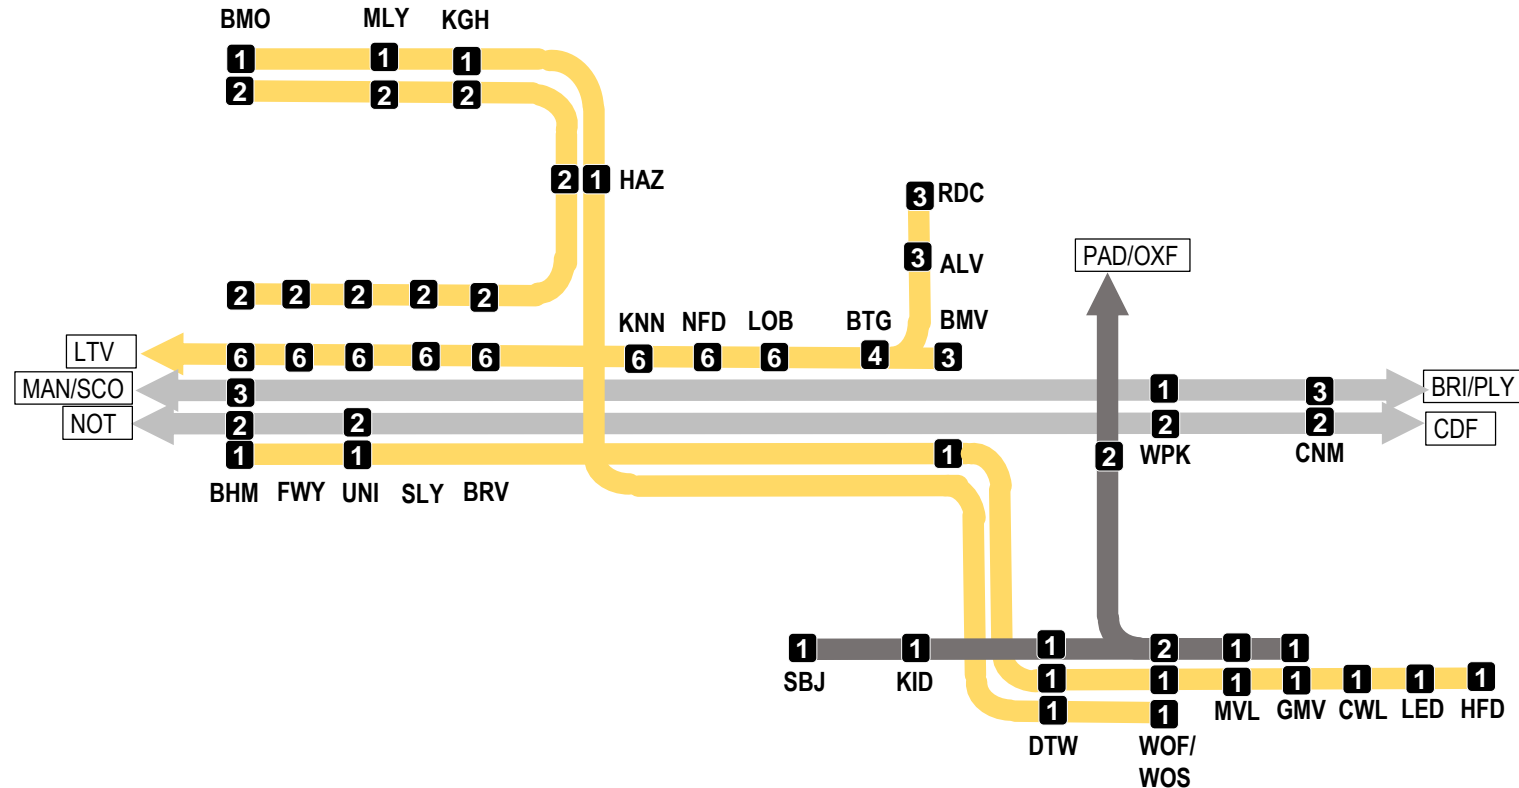 BMO MLY KGH
1 1 1
2 2 2
2 1 HAZ
3 RDC
3 ALV
PAD/OXF
2 2 2 2 2
KNN NFD LOB BTG BMV
LTV 6 6 6 6 6 6 6 6 4 3
MAN/SCO 3 1 3 BRI/PLY
NOT 2 2 2 2 CDF
1 1 1 2 WPK CNM
BHM FWY UNI SLY BRV
1 1 1 2 1 1
SBJ KID 1 1 1 1 1 1 1
MVL GMV CWL LED HFD
1 1
DTW WOF/
WOS